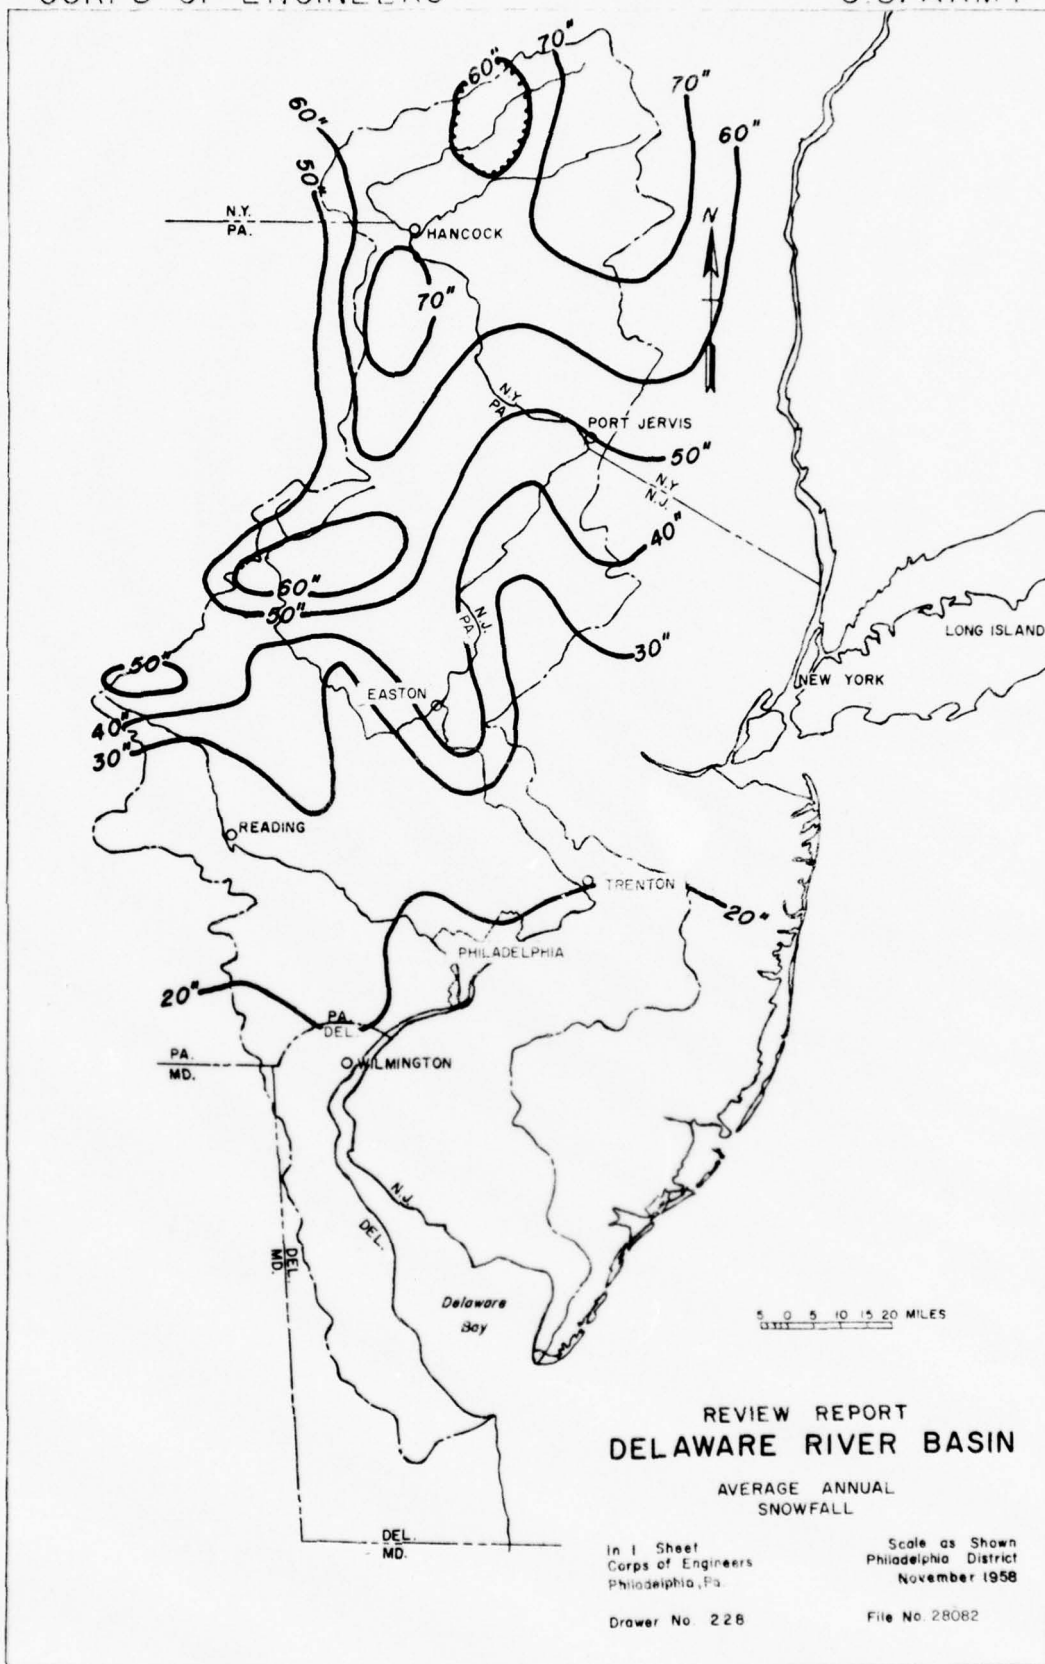 CORPS OF ENGINEERS
U.S. ARMY
70"
60"
70"
60"
60"
50"
N
N.Y.
PA.
HANCOCK
70"
N.Y.
PA.
PORT JERVIS
50"
N.Y.
N.J.
40"
60"
50"
N.J.
PA.
30"
LONG ISLAND
50"
NEW YORK
EASTON
40"
30"
READING
TRENTON
20"
PHILADELPHIA
20"
PA.
DEL.
PA.
MD.
WILMINGTON
N.J.
DEL.
DEL.
MD.
Delaware
Bay
5 0 5 10 15 20 MILES
REVIEW REPORT
DELAWARE RIVER BASIN
AVERAGE ANNUAL
SNOWFALL
In 1 Sheet
Scale as Shown
Corps of Engineers
Philadelphia District
Philadelphia, Pa.
November 1958
Drawer No. 228
File No. 28082
DEL.
MD.